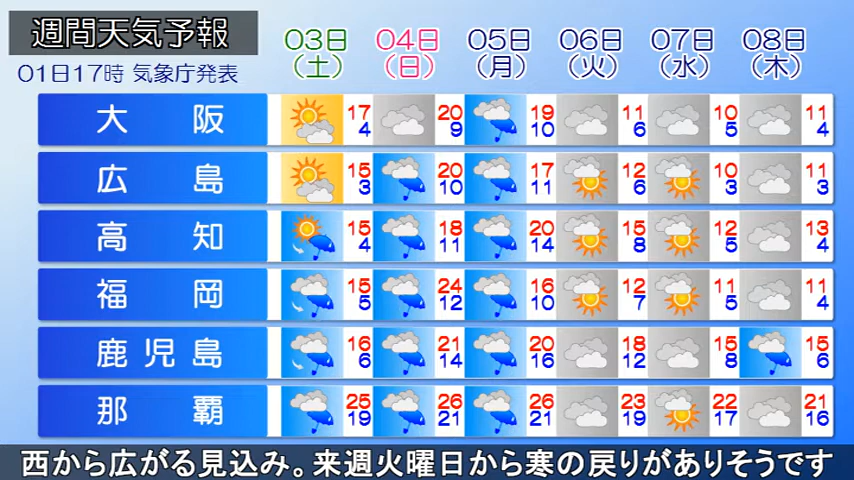 週間天気予報
01日17時 気象庁発表
03日 04日 05日 06日 07日 08日
(土) (日) (月) (火) (水) (木)
大阪 17 4 20 9 19 10 11 6 10 5 11 4
広島 15 3 20 10 17 11 12 6 10 3 11 3
高知 15 4 18 11 20 14 15 8 12 5 13 4
福岡 15 5 24 12 16 10 12 7 11 5 11 4
鹿児島 16 6 21 14 20 16 18 12 15 8 15 6
那覇 25 19 26 21 26 21 23 19 22 17 21 16
西から広がる見込み。来週火曜日から寒の戻りがありそうです